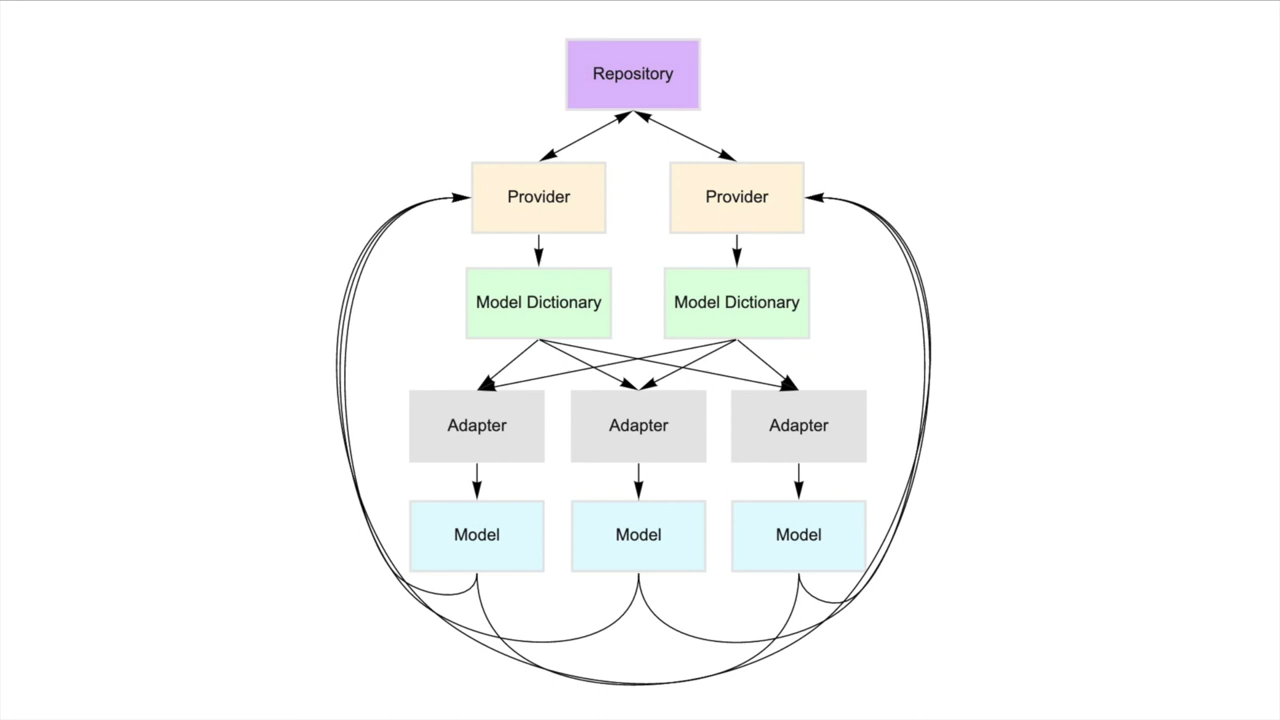 Repository
Provider
Provider
Model Dictionary
Model Dictionary
Adapter
Adapter
Adapter
Model
Model
Model